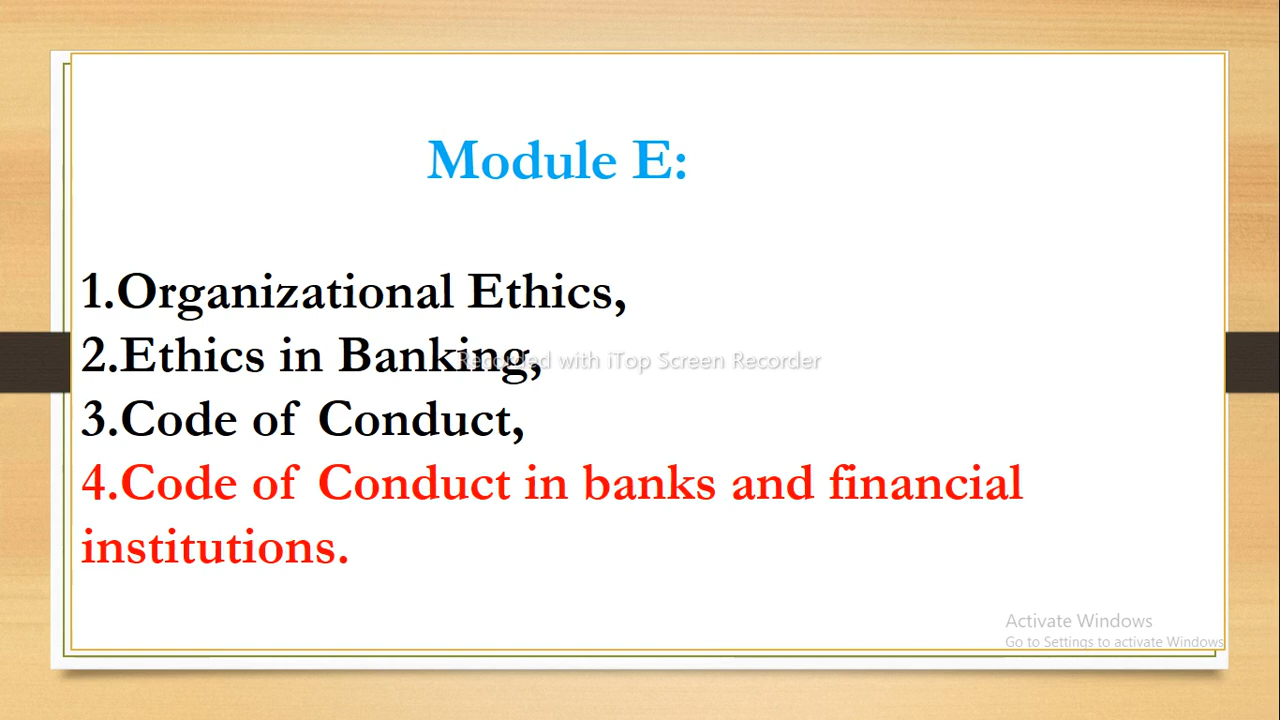 Module E:
1.Organizational Ethics,
2.Ethics in Banking,
Recorded with iTop Screen Recorder
3.Code of Conduct,
4.Code of Conduct in banks and financial
institutions.
Activate Windows
Go to Settings to activate Windows